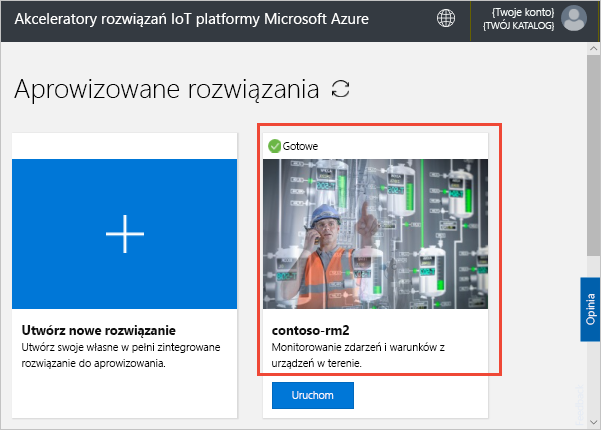 Akceleratory rozwiązań IoT platformy Microsoft Azure
{Twoje konto}
{TWÓJ KATALOG}
Aprowizowane rozwiązania
Gotowe
Utwórz nowe rozwiązanie
Utwórz swoje własne w pełni zintegrowane
rozwiązanie do aprowizowania.
contoso-rm2
Monitorowanie zdarzeń i warunków z
urządzeń w terenie.
Uruchom
Opinia